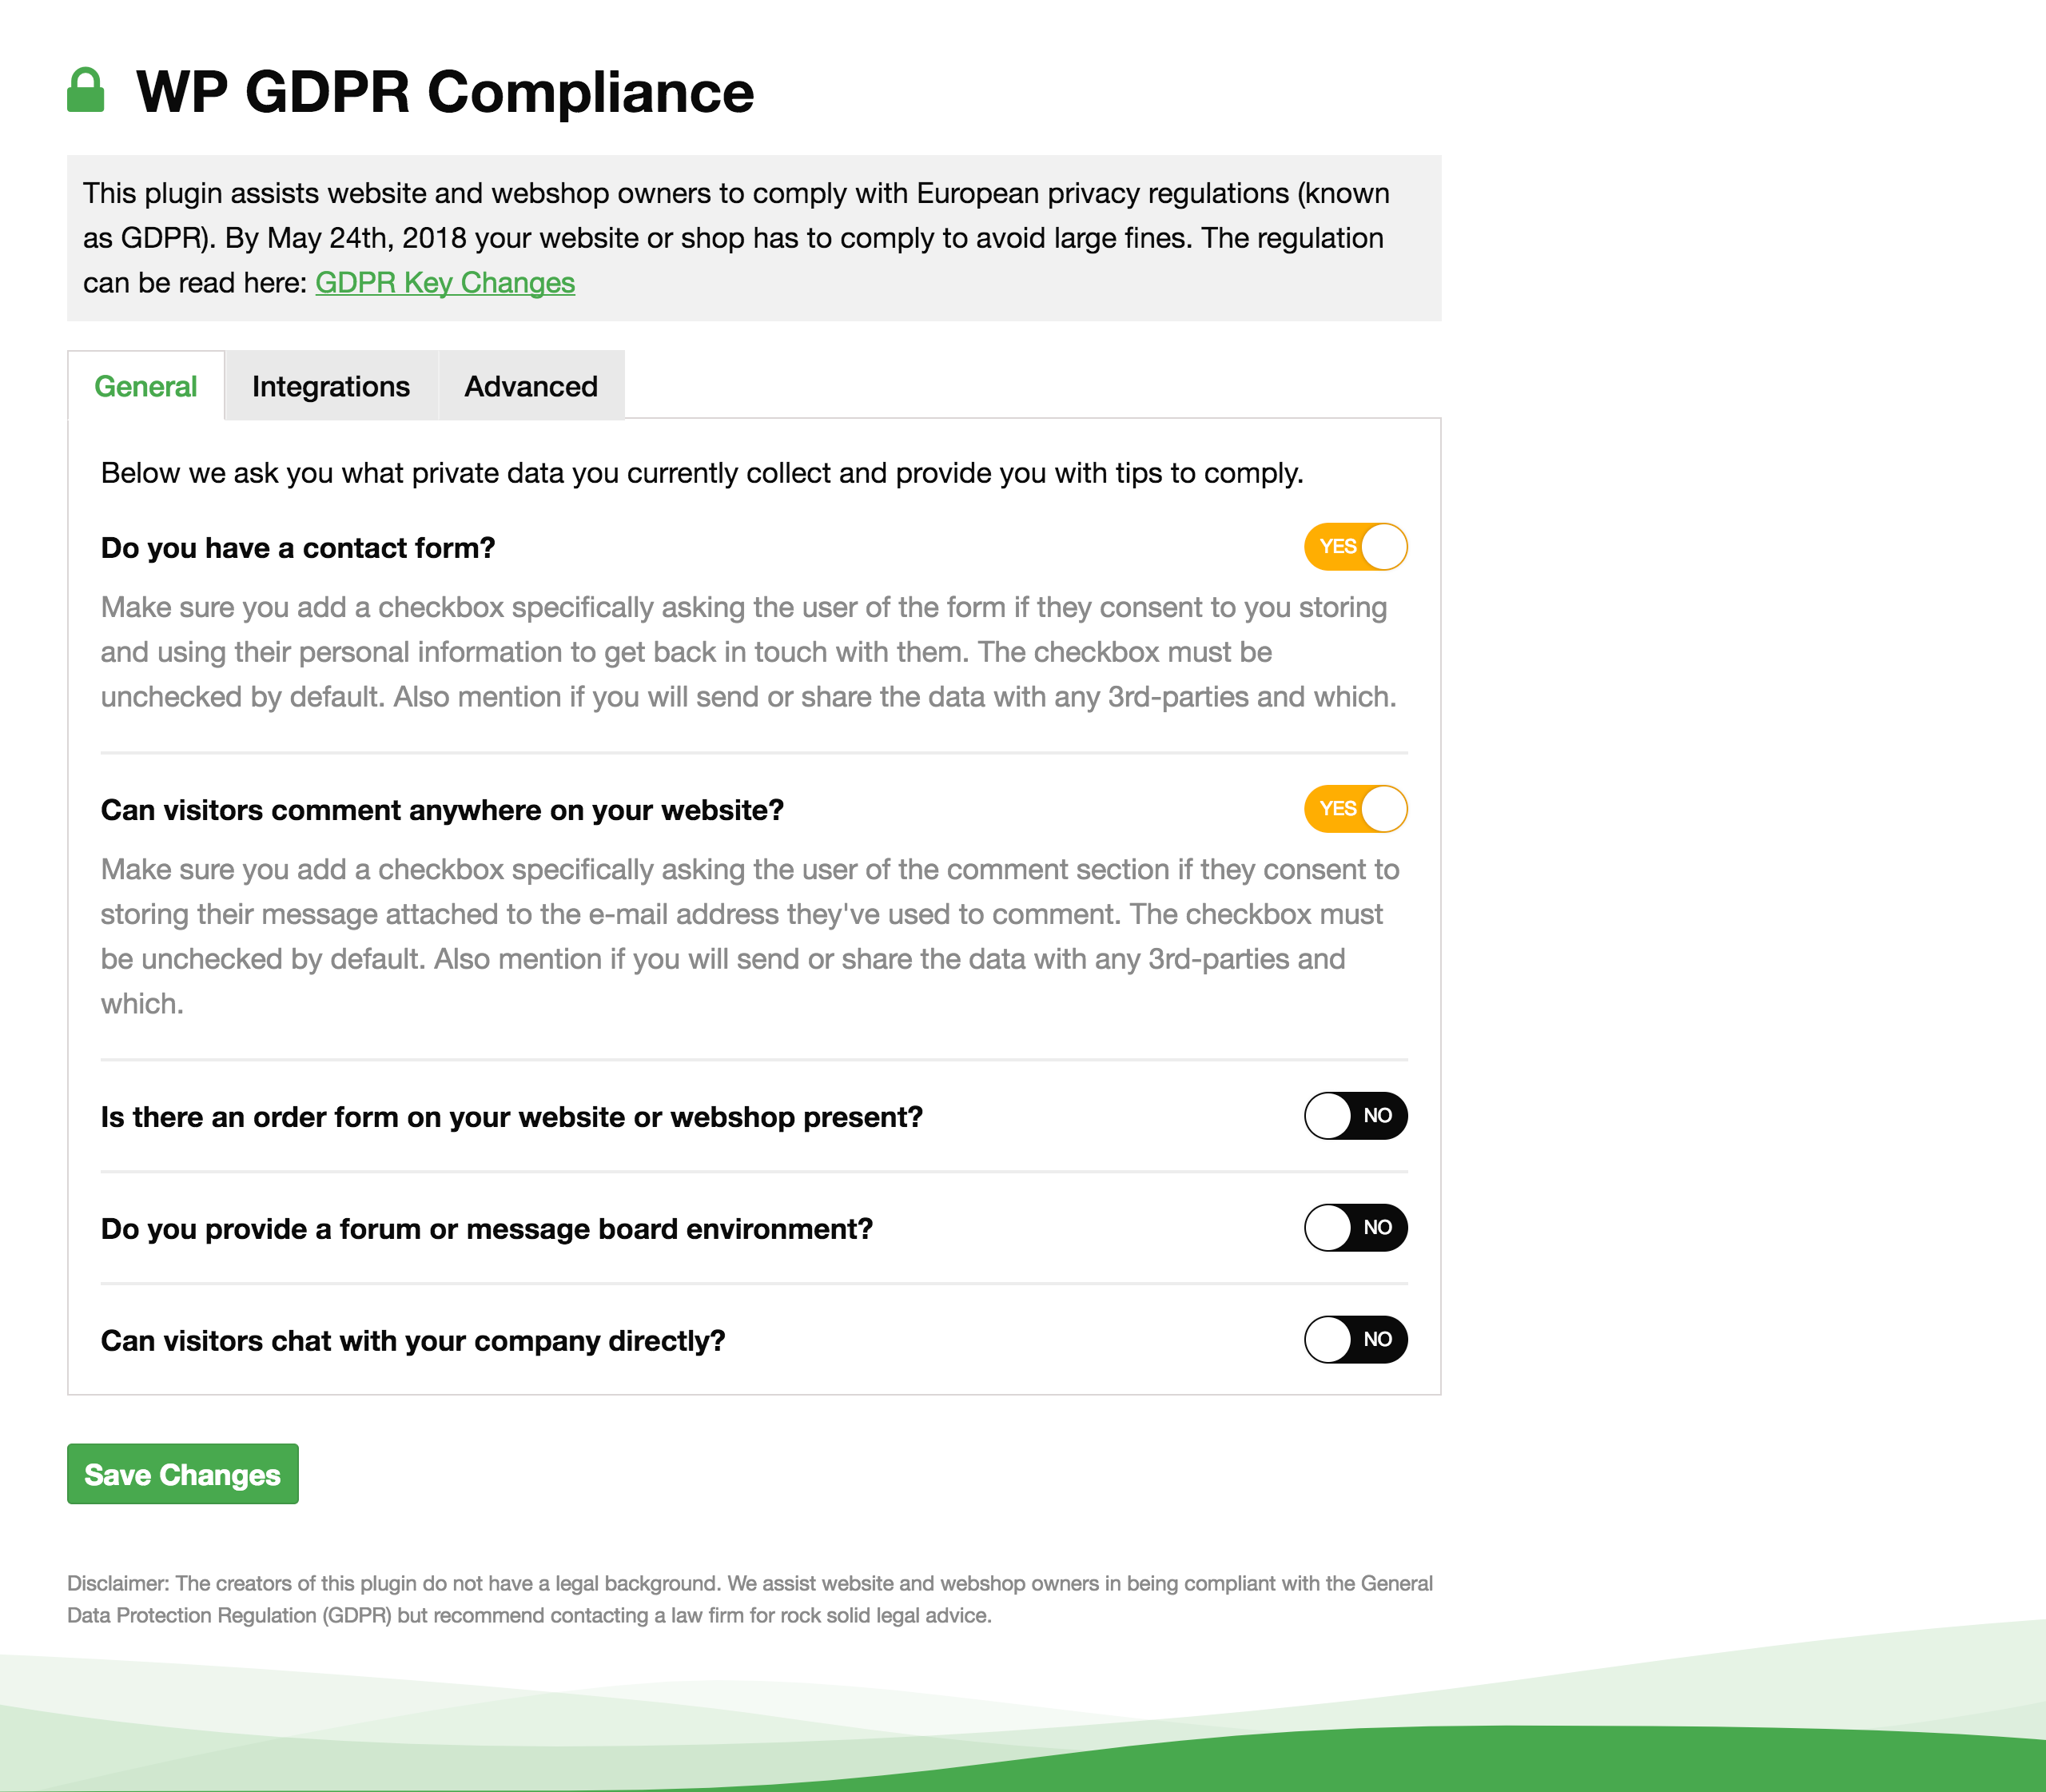 WP GDPR Compliance
This plugin assists website and webshop owners to comply with European privacy regulations (known
as GDPR). By May 24th, 2018 your website or shop has to comply to avoid large fines. The regulation
can be read here: GDPR Key Changes
General Integrations Advanced
Below we ask you what private data you currently collect and provide you with tips to comply.
Do you have a contact form? YES
Make sure you add a checkbox specifically asking the user of the form if they consent to you storing
and using their personal information to get back in touch with them. The checkbox must be
unchecked by default. Also mention if you will send or share the data with any 3rd-parties and which.
Can visitors comment anywhere on your website? YES
Make sure you add a checkbox specifically asking the user of the comment section if they consent to
storing their message attached to the e-mail address they've used to comment. The checkbox must
be unchecked by default. Also mention if you will send or share the data with any 3rd-parties and
which.
Is there an order form on your website or webshop present? NO
Do you provide a forum or message board environment? NO
Can visitors chat with your company directly? NO
Save Changes
Disclaimer: The creators of this plugin do not have a legal background. We assist website and webshop owners in being compliant with the General
Data Protection Regulation (GDPR) but recommend contacting a law firm for rock solid legal advice.